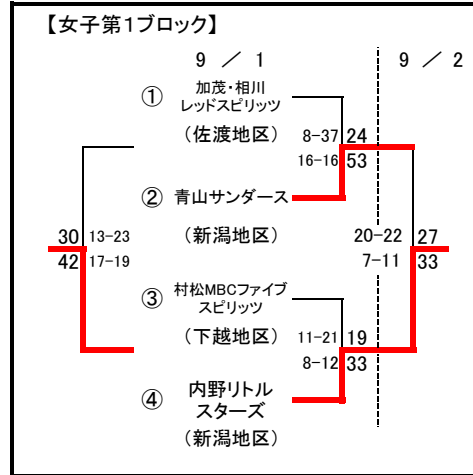 【女子第1ブロック】
9 ／ 1
9 ／ 2
① 加茂・相川
レッドスピリッツ
（佐渡地区）
8-37 24
16-16 53
② 青山サンダース
（新潟地区）
30 13-23
42 17-19
20-22 27
7-11 33
③ 村松MBCファイブ
スピリッツ
（下越地区）
11-21 19
8-12 33
④ 内野リトル
スターズ
（新潟地区）